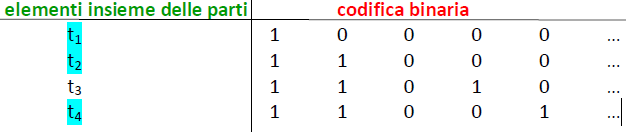 elementi insieme delle parti codifica binaria
t₁ 1 0 0 0 0 ...
t₂ 1 1 0 0 0 ...
t₃ 1 1 0 1 0 ...
t₄ 1 1 0 0 1 ...